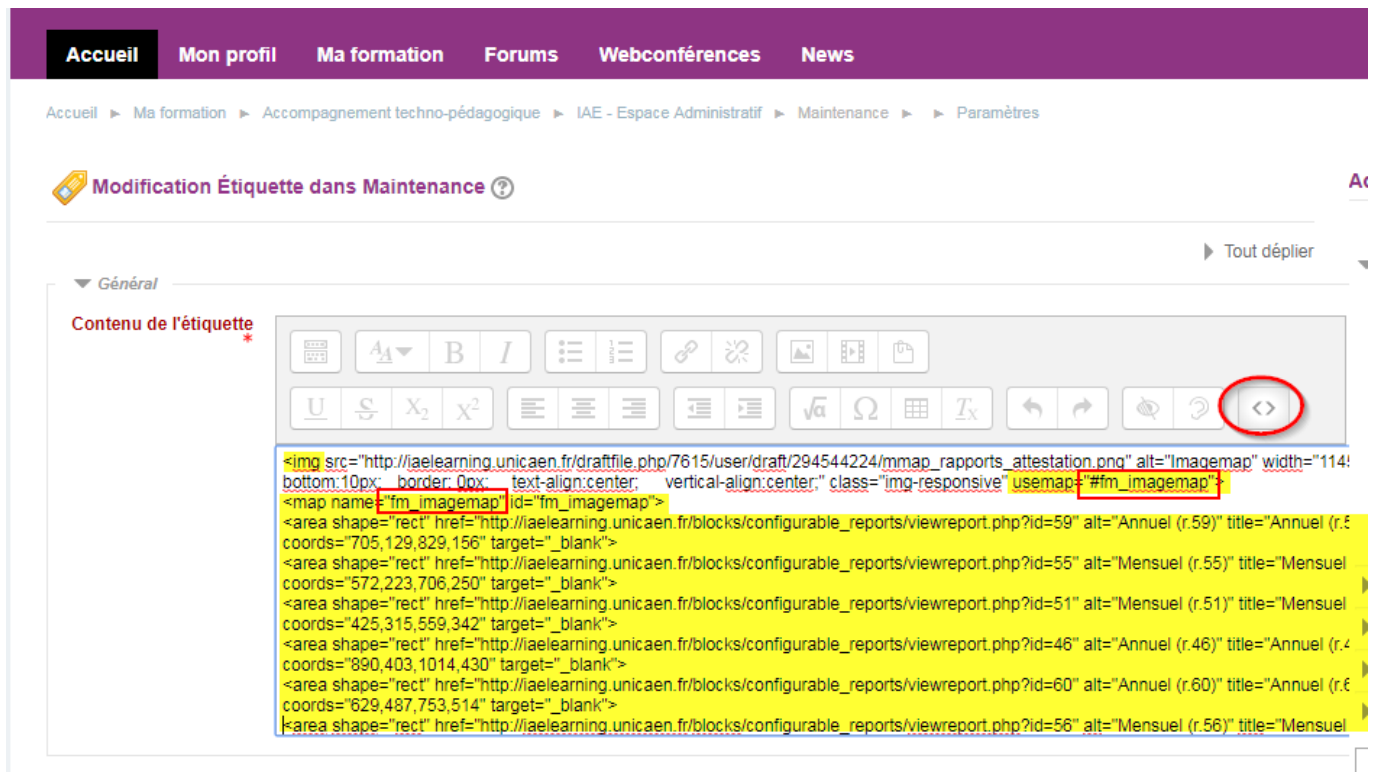 Accueil Mon profil Ma formation Forums Webconférences News
Accueil ► Ma formation ► Accompagnement techno-pédagogique ► IAE - Espace Administratif ► Maintenance ► ► Paramètres
Modification Étiquette dans Maintenance ?
Ac
Tout déplier
Général
Contenu de l'étiquette
*
AA B I
U S X2 X2 √α Ω Tx <>
<img src="http://iaelearning.unicaen.fr/draftfile.php/7615/user/draft/294544224/mmap_rapports_attestation.png" alt="Imagemap" width="1145
bottom:10px; border: 0px; text-align:center; vertical-align:center;" class="img-responsive" usemap="#fm_imagemap">
<map name="fm_imagemap" id="fm_imagemap">
<area shape="rect" href="http://iaelearning.unicaen.fr/blocks/configurable_reports/viewreport.php?id=59" alt="Annuel (r.59)" title="Annuel (r.5
coords="705,129,829,156" target="_blank">
<area shape="rect" href="http://iaelearning.unicaen.fr/blocks/configurable_reports/viewreport.php?id=55" alt="Mensuel (r.55)" title="Mensuel
coords="572,223,706,250" target="_blank">
<area shape="rect" href="http://iaelearning.unicaen.fr/blocks/configurable_reports/viewreport.php?id=51" alt="Mensuel (r.51)" title="Mensuel
coords="425,315,559,342" target="_blank">
<area shape="rect" href="http://iaelearning.unicaen.fr/blocks/configurable_reports/viewreport.php?id=46" alt="Annuel (r.46)" title="Annuel (r.4
coords="890,403,1014,430" target="_blank">
<area shape="rect" href="http://iaelearning.unicaen.fr/blocks/configurable_reports/viewreport.php?id=60" alt="Annuel (r.60)" title="Annuel (r.6
coords="629,487,753,514" target="_blank">
<area shape="rect" href="http://iaelearning.unicaen.fr/blocks/configurable_reports/viewreport.php?id=56" alt="Mensuel (r.56)" title="Mensuel